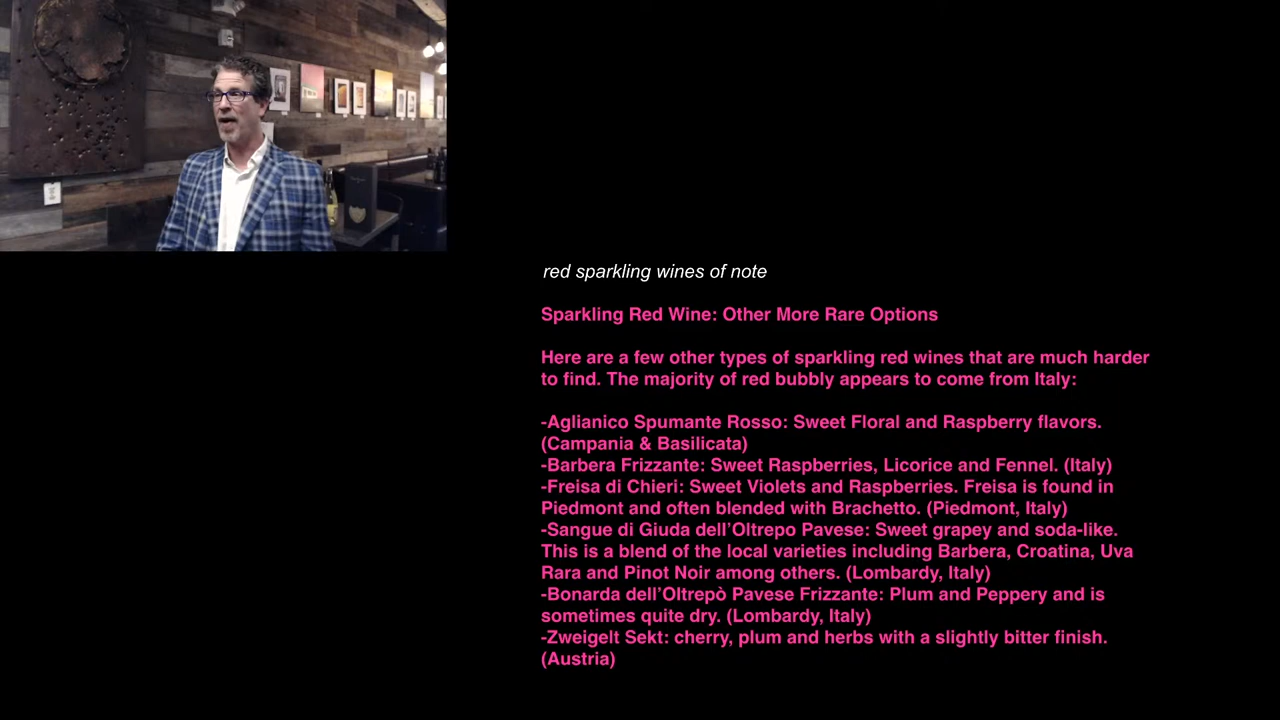 red sparkling wines of note
Sparkling Red Wine: Other More Rare Options
Here are a few other types of sparkling red wines that are much harder
to find. The majority of red bubbly appears to come from Italy:
-Aglianico Spumante Rosso: Sweet Floral and Raspberry flavors.
(Campania & Basilicata)
-Barbera Frizzante: Sweet Raspberries, Licorice and Fennel. (Italy)
-Freisa di Chieri: Sweet Violets and Raspberries. Freisa is found in
Piedmont and often blended with Brachetto. (Piedmont, Italy)
-Sangue di Giuda dell’Oltrepo Pavese: Sweet grapey and soda-like.
This is a blend of the local varieties including Barbera, Croatina, Uva
Rara and Pinot Noir among others. (Lombardy, Italy)
-Bonarda dell’Oltrepò Pavese Frizzante: Plum and Peppery and is
sometimes quite dry. (Lombardy, Italy)
-Zweigelt Sekt: cherry, plum and herbs with a slightly bitter finish.
(Austria)